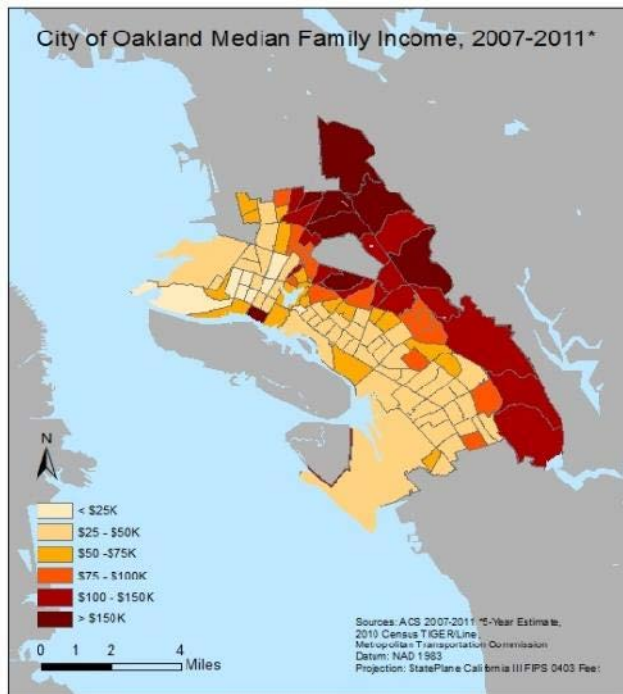 City of Oakland Median Family Income, 2007-2011*
N
< $25K
$25 - $50K
$50 -$75K
$75 - $100K
$100 - $150K
> $150K
0 1 2 4
Miles
Sources: ACS 2007-2011 *5-Year Estimate,
2010 Census TIGER/Line,
Metropolitan Transportation Commission
Datum: NAD 1983
Projection: StatePlane California III FIPS 0403 Feet